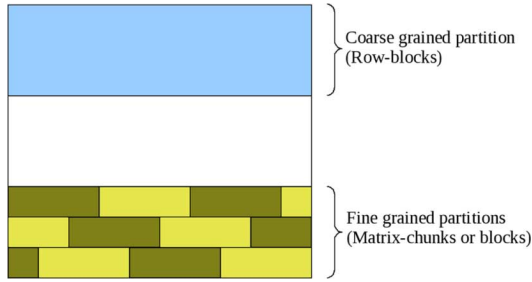 Coarse grained partition
(Row-blocks)
Fine grained partitions
(Matrix-chunks or blocks)